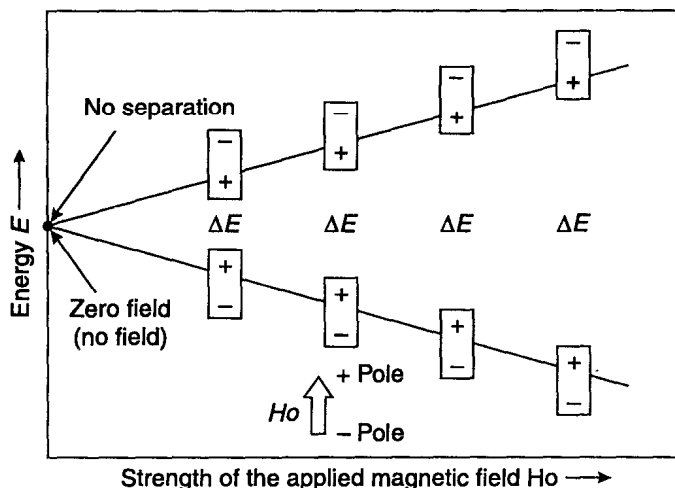 No separation
−
+
−
+
−
+
−
+
ΔE
ΔE
ΔE
ΔE
+
−
+
−
+
−
+
−
Zero field
(no field)
Ho
+ Pole
− Pole
Energy E
Strength of the applied magnetic field Ho